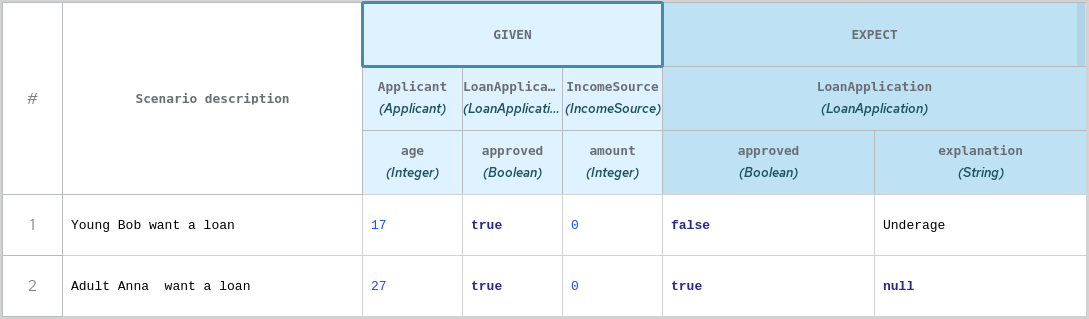 GIVEN EXPECT
# Scenario description
Applicant LoanApplica… IncomeSource LoanApplication
(Applicant) (LoanApplicati… (IncomeSource) (LoanApplication)
age approved amount approved explanation
(Integer) (Boolean) (Integer) (Boolean) (String)
1 Young Bob want a loan 17 true 0 false Underage
2 Adult Anna  want a loan 27 true 0 true null